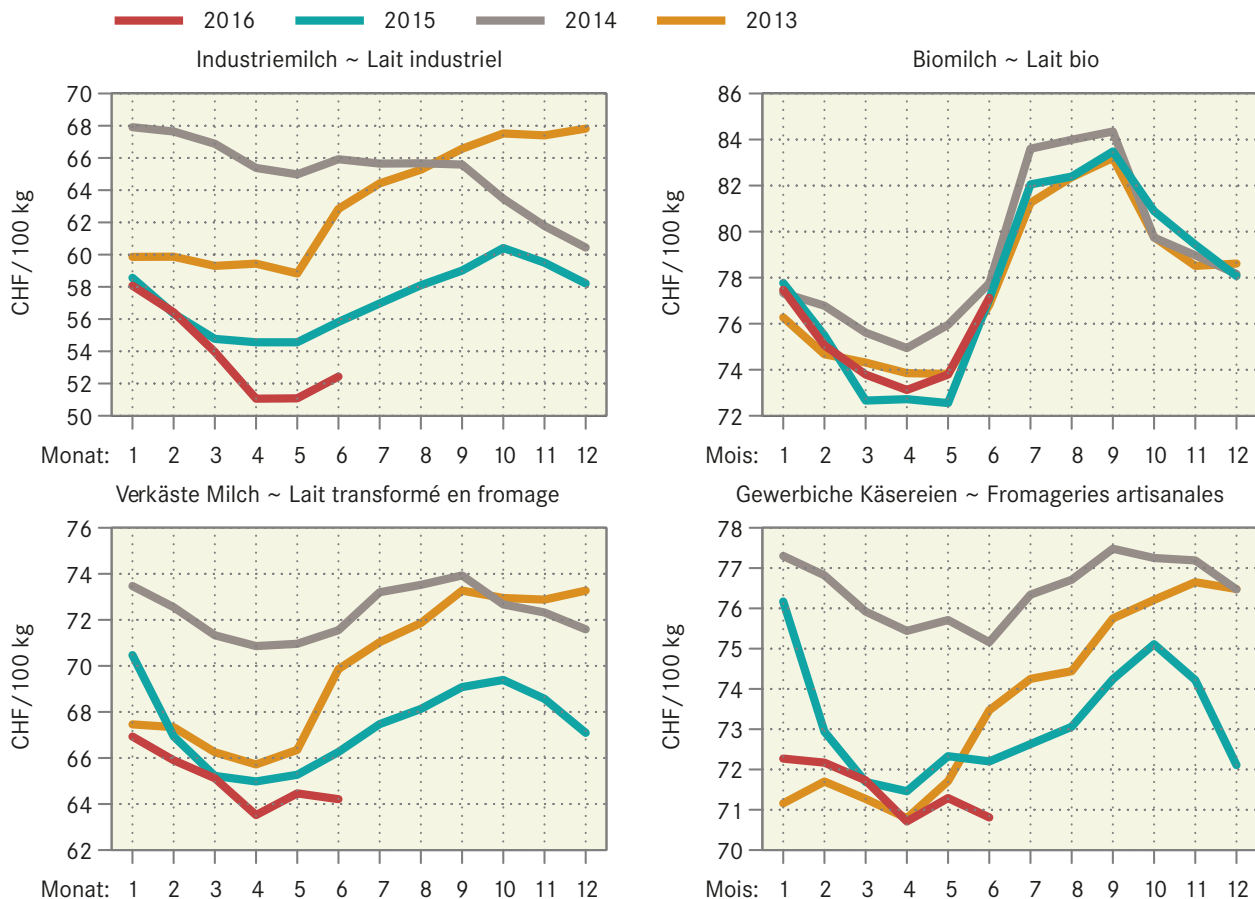 2016 2015 2014 2013
Industriemilch ~ Lait industriel
CHF/100 kg
70
68
66
64
62
60
58
56
54
52
50
Monat: 1 2 3 4 5 6 7 8 9 10 11 12
Biomilch ~ Lait bio
CHF/100 kg
86
84
82
80
78
76
74
72
Mois: 1 2 3 4 5 6 7 8 9 10 11 12
Verkäste Milch ~ Lait transformé en fromage
CHF/100 kg
76
74
72
70
68
66
64
62
Monat: 1 2 3 4 5 6 7 8 9 10 11 12
Gewerbiche Käsereien ~ Fromageries artisanales
CHF/100 kg
78
77
76
75
74
73
72
71
70
Mois: 1 2 3 4 5 6 7 8 9 10 11 12